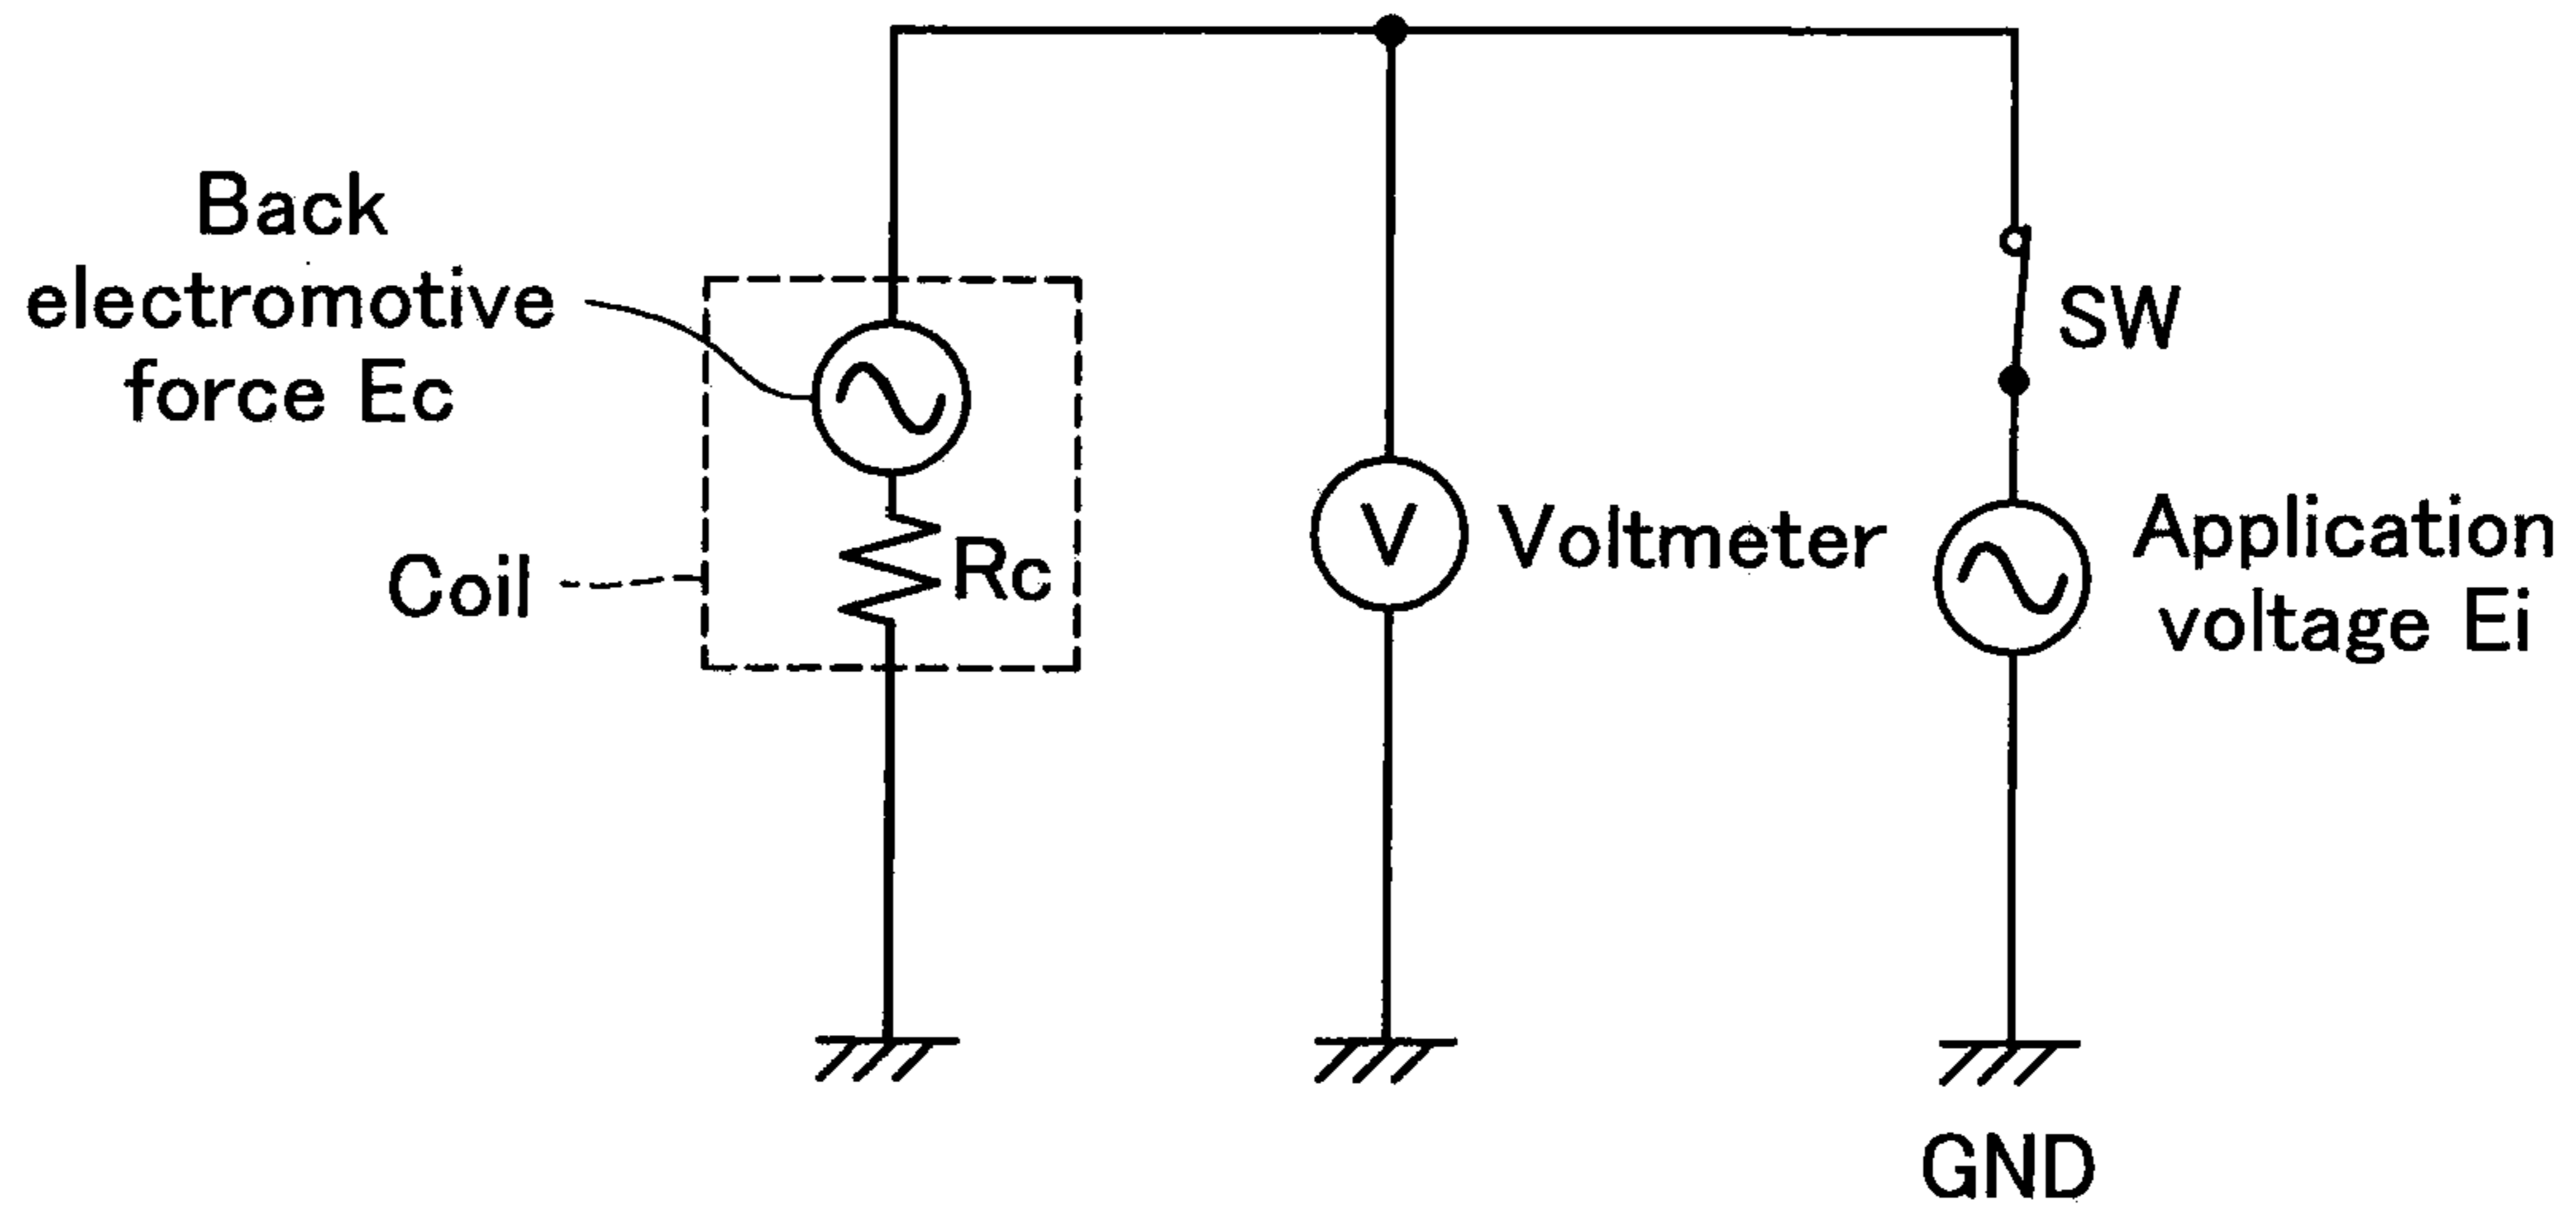 Back
electromotive
force Ec
Coil
Rc
V
Voltmeter
SW
Application
voltage Ei
GND